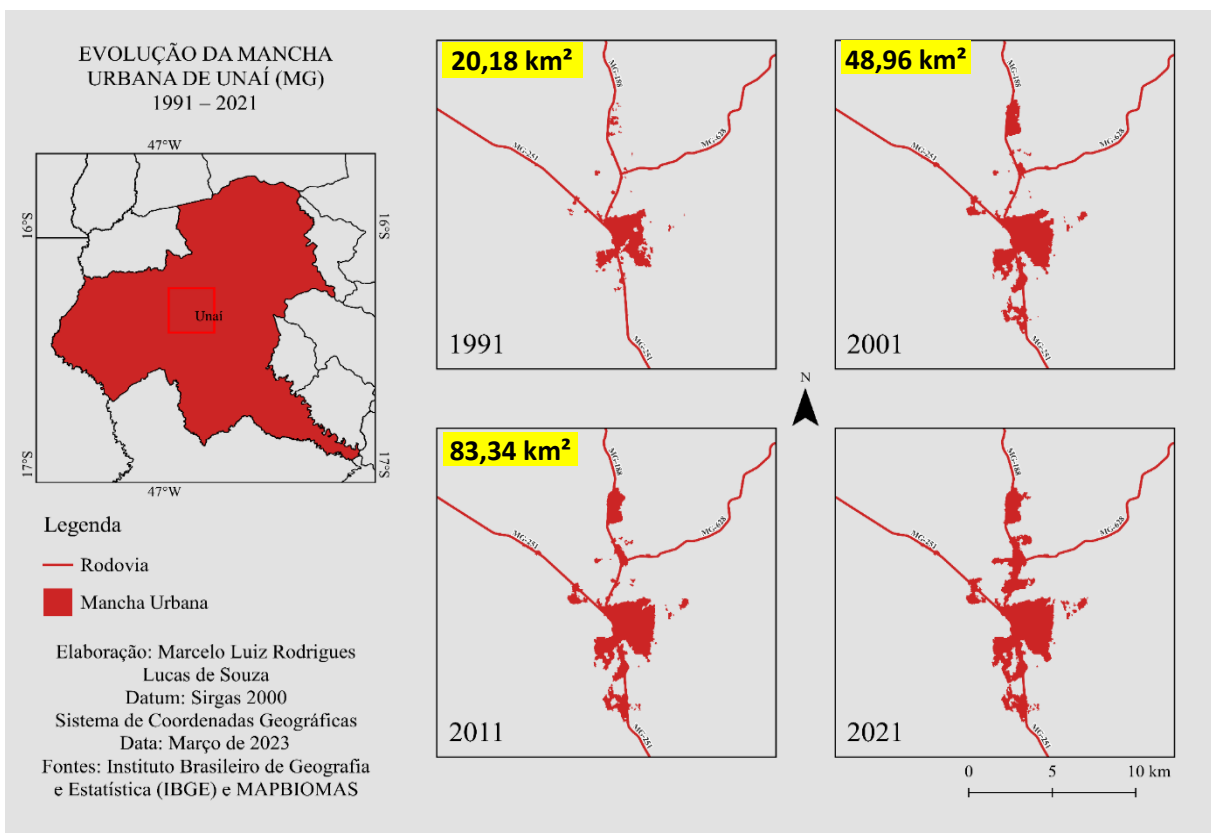 EVOLUÇÃO DA MANCHA
URBANA DE UNAÍ (MG)
1991 – 2021
47°W
16°S
16°S
Unaí
17°S
17°S
47°W
Legenda
Rodovia
Mancha Urbana
Elaboração: Marcelo Luiz Rodrigues
Lucas de Souza
Datum: Sirgas 2000
Sistema de Coordenadas Geográficas
Data: Março de 2023
Fontes: Instituto Brasileiro de Geografia
e Estatística (IBGE) e MAPBIOMAS
20,18 km²
MG-188
MG-251
MG-628
MG-251
1991
48,96 km²
MG-188
MG-251
MG-628
MG-251
2001
N
83,34 km²
MG-188
MG-251
MG-628
MG-251
2011
MG-188
MG-251
MG-628
MG-251
2021
0 5 10 km